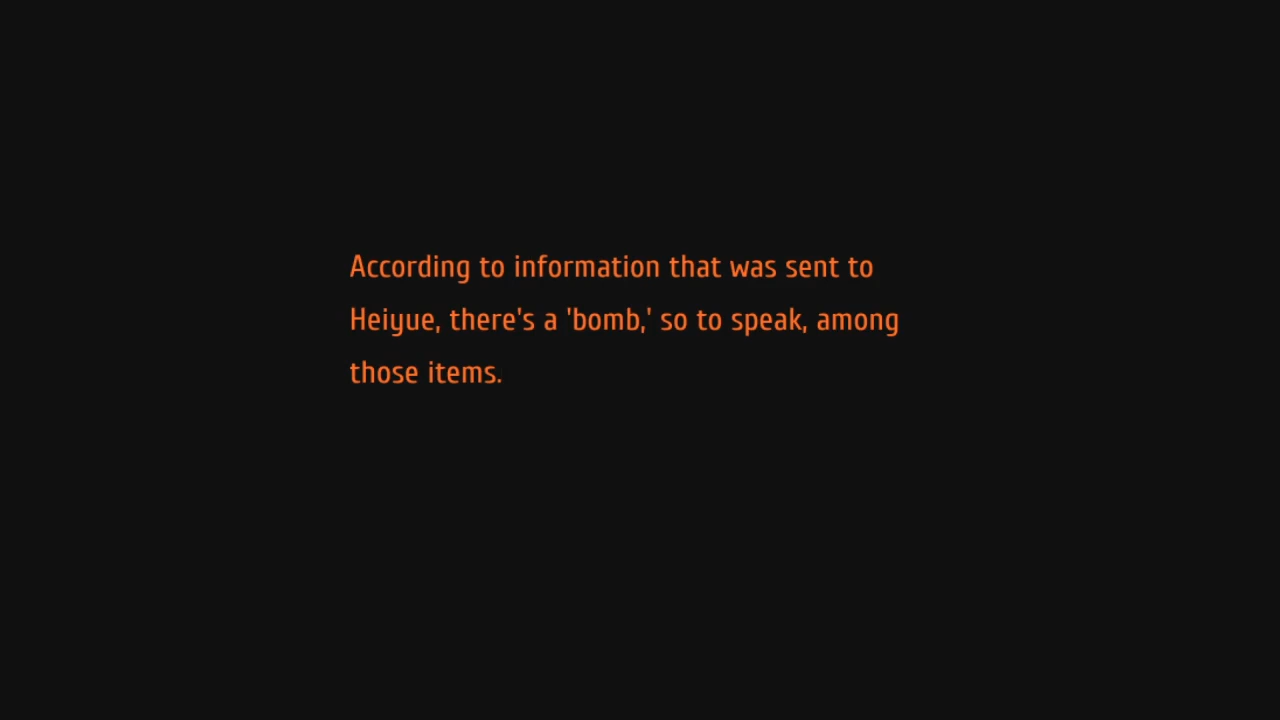 According to information that was sent to
Heiyue, there's a 'bomb,' so to speak, among
those items.